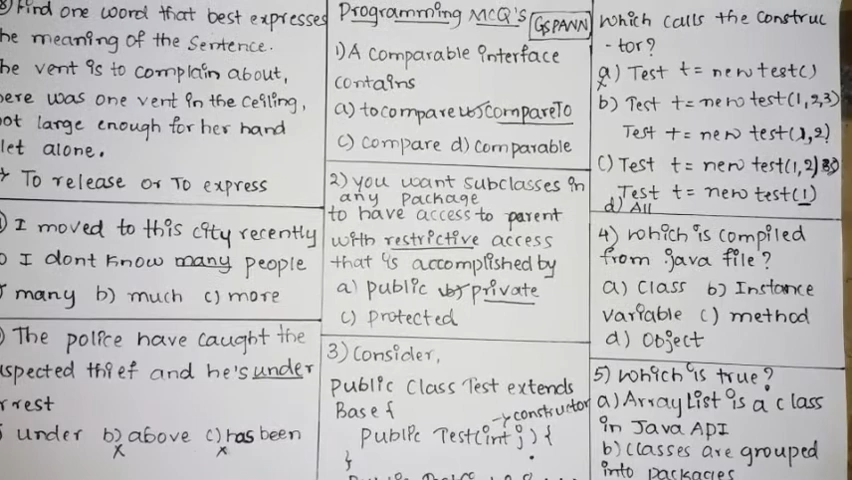 8) Find one word that best expresses
he meaning of the Sentence.
he vent is to complain about,
ere was one vent in the ceiling,
ot large enough for her hand
let alone.
To release or To express
I moved to this city recently
I dont know many people
many b) much c) more
The police have caught the
uspected thief and he's under
rrest
under b) above c) has been
Programming MCQ's GSPANN
1) A comparable interface
contains
a) tocompare b) compareTo
c) compare d) comparable
2) you want subclasses in
any package
to have access to parent
with restrictive access
that is accomplished by
a) public b) private
c) protected
3) Consider,
public class Test extends
Base {
→ constructor
public Test(int j) {
}
which calls the construc
-tor?
a) Test t = new test()
b) Test t = new test(1,2,3)
Test t = new test(1,2)
c) Test t = new test(1,2)
Test t = new test(1)
d) All
4) which is compiled
from java file?
a) Class b) Instance
variable c) method
d) Object
5) which is true?
a) ArrayList is a class
in Java API
b) classes are grouped
into packages